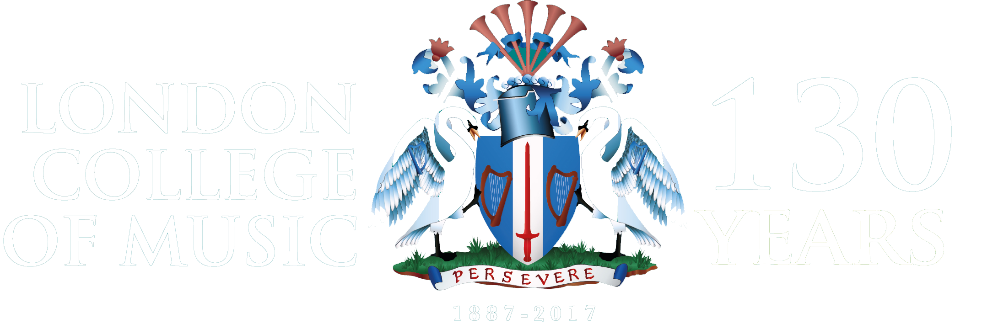 LONDON
COLLEGE
OF MUSIC
PERSEVERE
1887-2017
130
YEARS